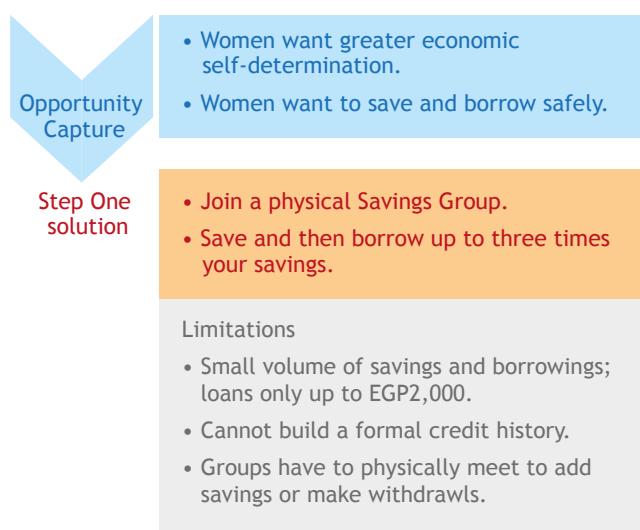 Opportunity
Capture
• Women want greater economic
self-determination.
• Women want to save and borrow safely.
Step One
solution
• Join a physical Savings Group.
• Save and then borrow up to three times
your savings.
Limitations
• Small volume of savings and borrowings;
loans only up to EGP2,000.
• Cannot build a formal credit history.
• Groups have to physically meet to add
savings or make withdrawls.